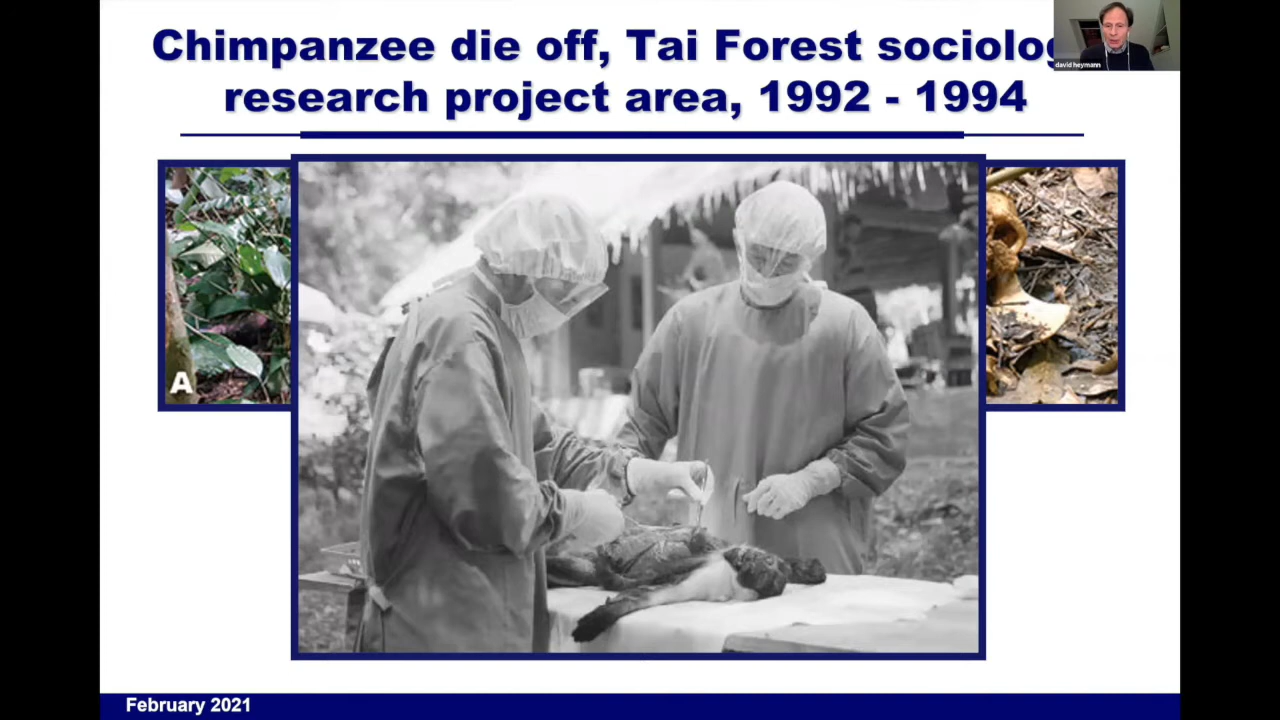 Chimpanzee die off, Tai Forest sociolog
research project area, 1992 - 1994
david heymann
A
February 2021